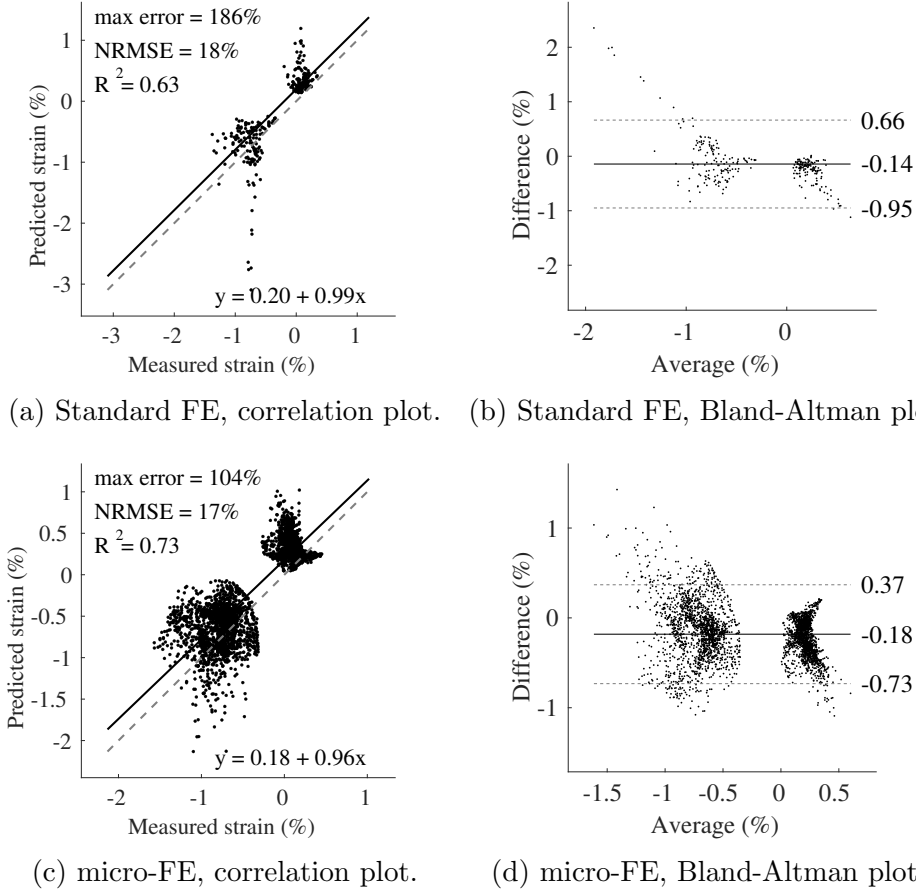 max error = 186%
NRMSE = 18%
R 2 = 0.63
1
0
-1
-2
-3
Predicted strain (%)
y = 0.20 + 0.99x
-3 -2 -1 0 1
Measured strain (%)
(a) Standard FE, correlation plot.
2
1
0
-1
-2
Difference (%)
0.66
-0.14
-0.95
-2 -1 0
Average (%)
(b) Standard FE, Bland-Altman plo
max error = 104%
NRMSE = 17%
R 2 = 0.73
1
0.5
0
-0.5
-1
-1.5
-2
Predicted strain (%)
y = 0.18 + 0.96x
-2 -1 0 1
Measured strain (%)
(c) micro-FE, correlation plot.
1
0
-1
Difference (%)
0.37
-0.18
-0.73
-1.5 -1 -0.5 0 0.5
Average (%)
(d) micro-FE, Bland-Altman plot